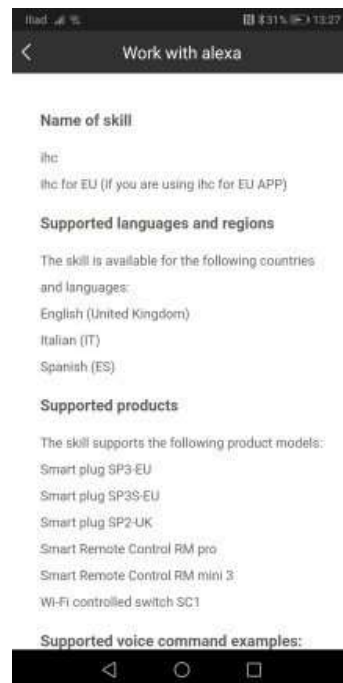 Iliad
31% 13:27
Work with alexa
Name of skill
ihc
ihc for EU (if you are using ihc for EU APP)
Supported languages and regions
The skill is available for the following countries
and languages:
English (United Kingdom)
Italian (IT)
Spanish (ES)
Supported products
The skill supports the following product models:
Smart plug SP3-EU
Smart plug SP3S-EU
Smart plug SP2-UK
Smart Remote Control RM pro
Smart Remote Control RM mini 3
Wi-Fi controlled switch SC1
Supported voice command examples: